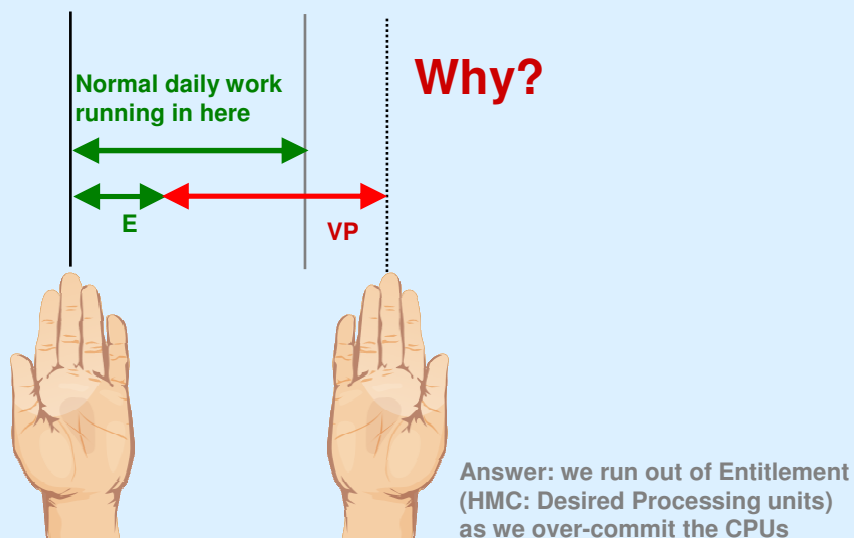 Why?
Normal daily work
running in here
E
VP
Answer: we run out of Entitlement
(HMC: Desired Processing units)
as we over-commit the CPUs